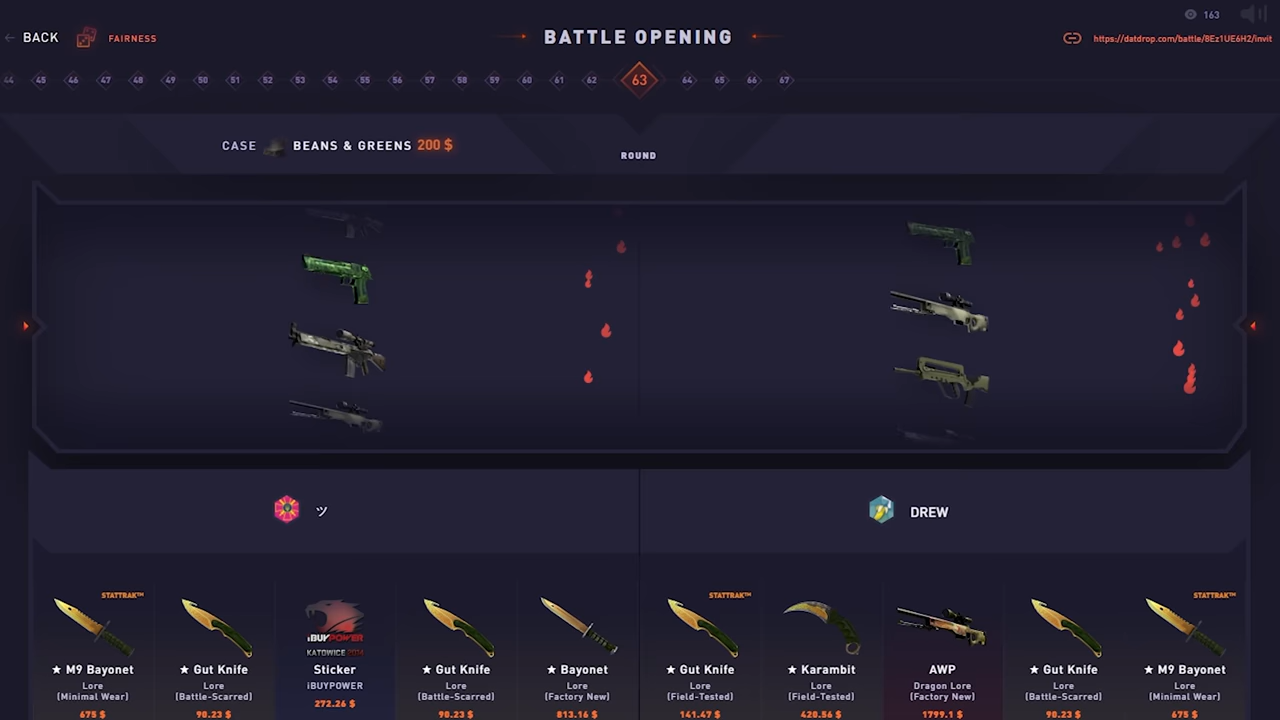 163
← BACK
FAIRNESS
BATTLE OPENING
https://datdrop.com/battle/8Ez1UE6H2/invit
44 45 46 47 48 49 50 51 52 53 54 55 56 57 58 59 60 61 62 63 64 65 66 67
CASE BEANS & GREENS 200 $
ROUND
ツ
DREW
★ M9 Bayonet
STATTRAK™
Lore
(Minimal Wear)
675 $
★ Gut Knife
Lore
(Battle-Scarred)
90.23 $
iBUYPOWER
KATOWICE 2014
Sticker
iBUYPOWER
272.26 $
★ Gut Knife
Lore
(Battle-Scarred)
90.23 $
★ Bayonet
Lore
(Factory New)
813.16 $
STATTRAK™
★ Gut Knife
Lore
(Field-Tested)
141.47 $
★ Karambit
Lore
(Field-Tested)
420.56 $
AWP
Dragon Lore
(Factory New)
1799.1 $
★ Gut Knife
Lore
(Battle-Scarred)
90.23 $
STATTRAK™
★ M9 Bayonet
Lore
(Minimal Wear)
675 $